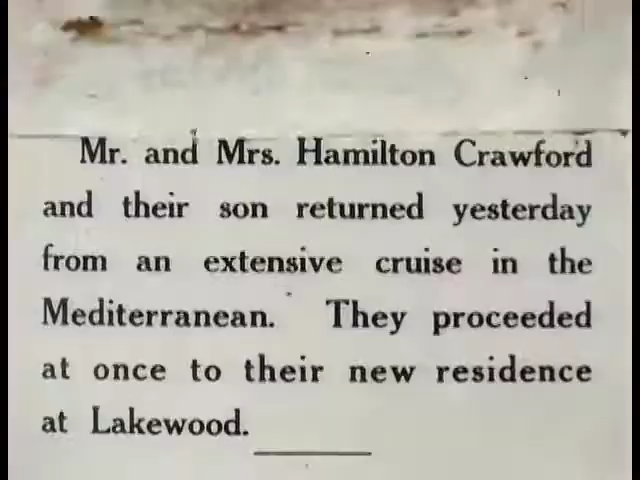 Mr. and Mrs. Hamilton Crawford
and their son returned yesterday
from an extensive cruise in the
Mediterranean. They proceeded
at once to their new residence
at Lakewood.